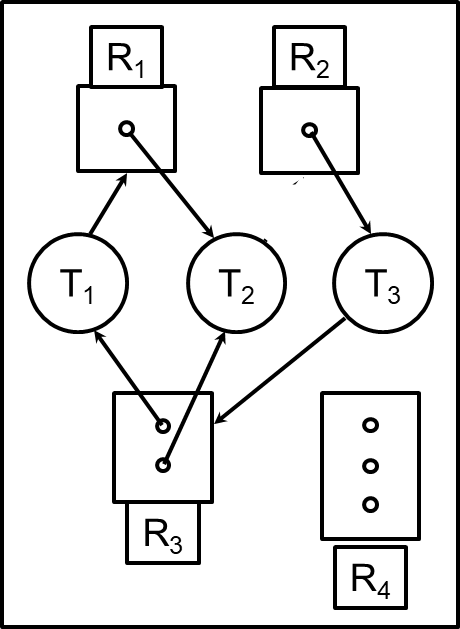 R₁ R₂
T₁ T₂ T₃
R₃
R₄